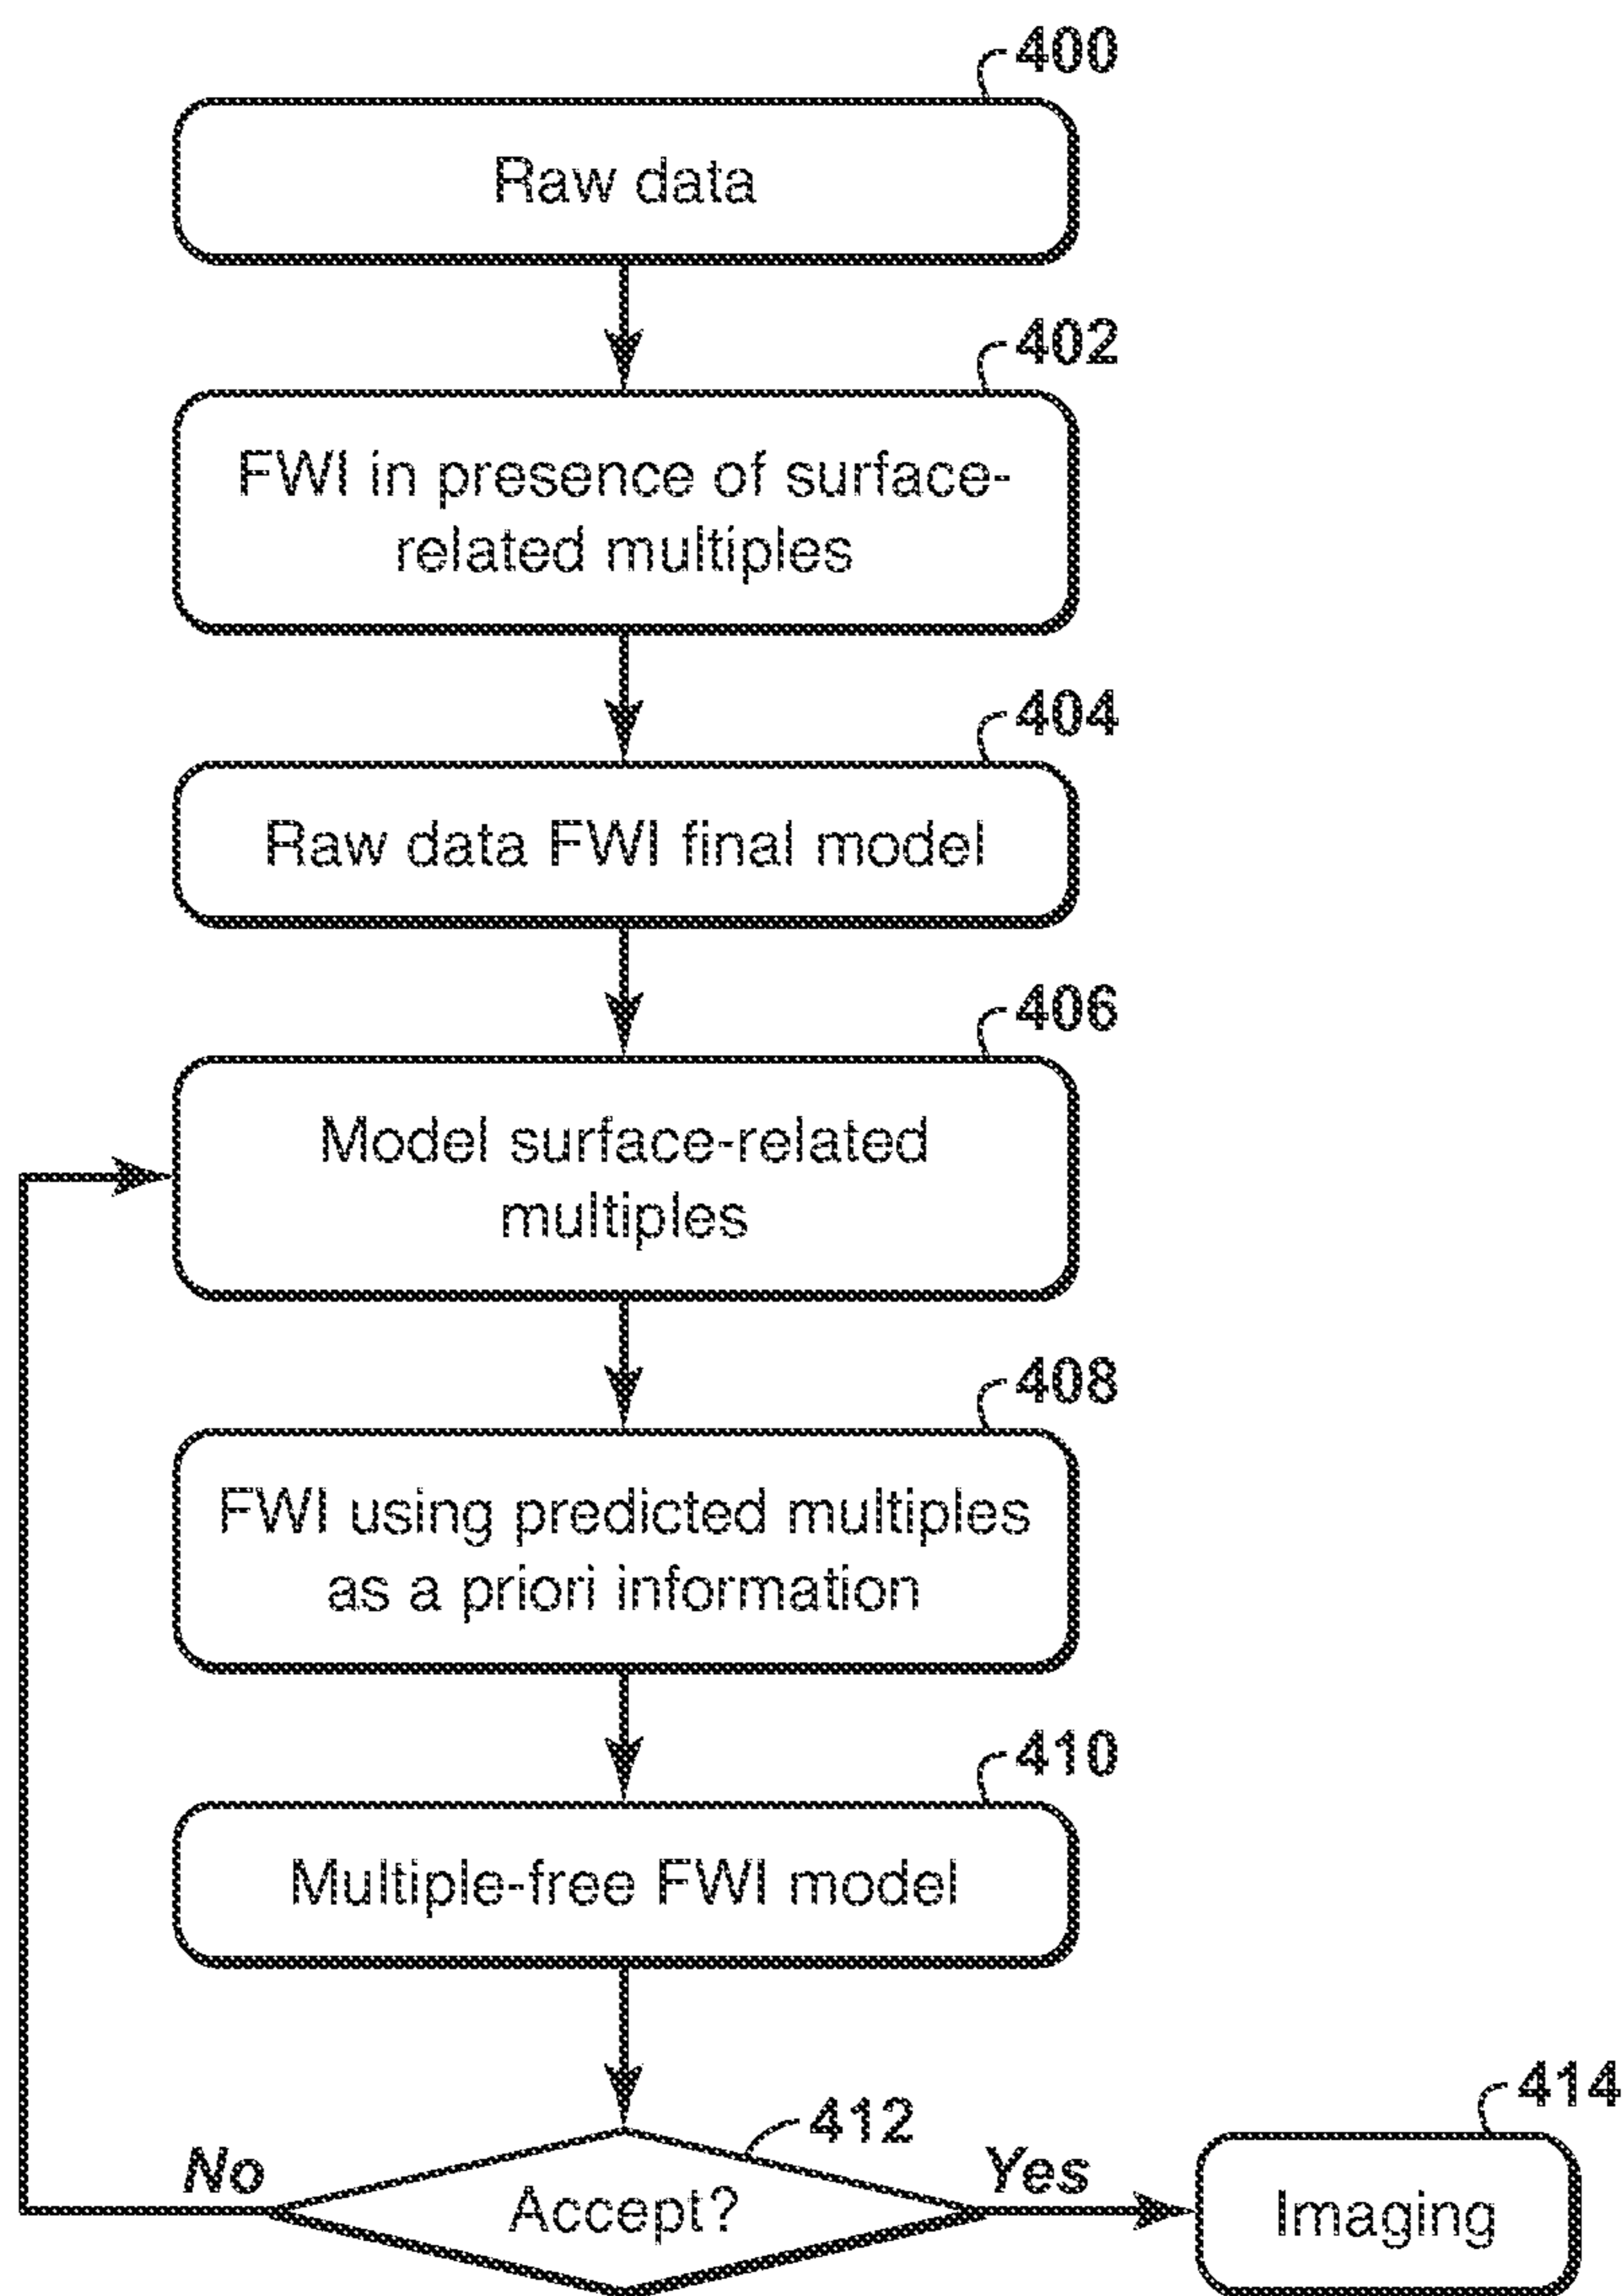 400
Raw data
402
FWI in presence of surface-
related multiples
404
Raw data FWI final model
406
Model surface-related
multiples
408
FWI using predicted multiples
as a priori information
410
Multiple-free FWI model
412
414
No
Accept?
Yes
Imaging